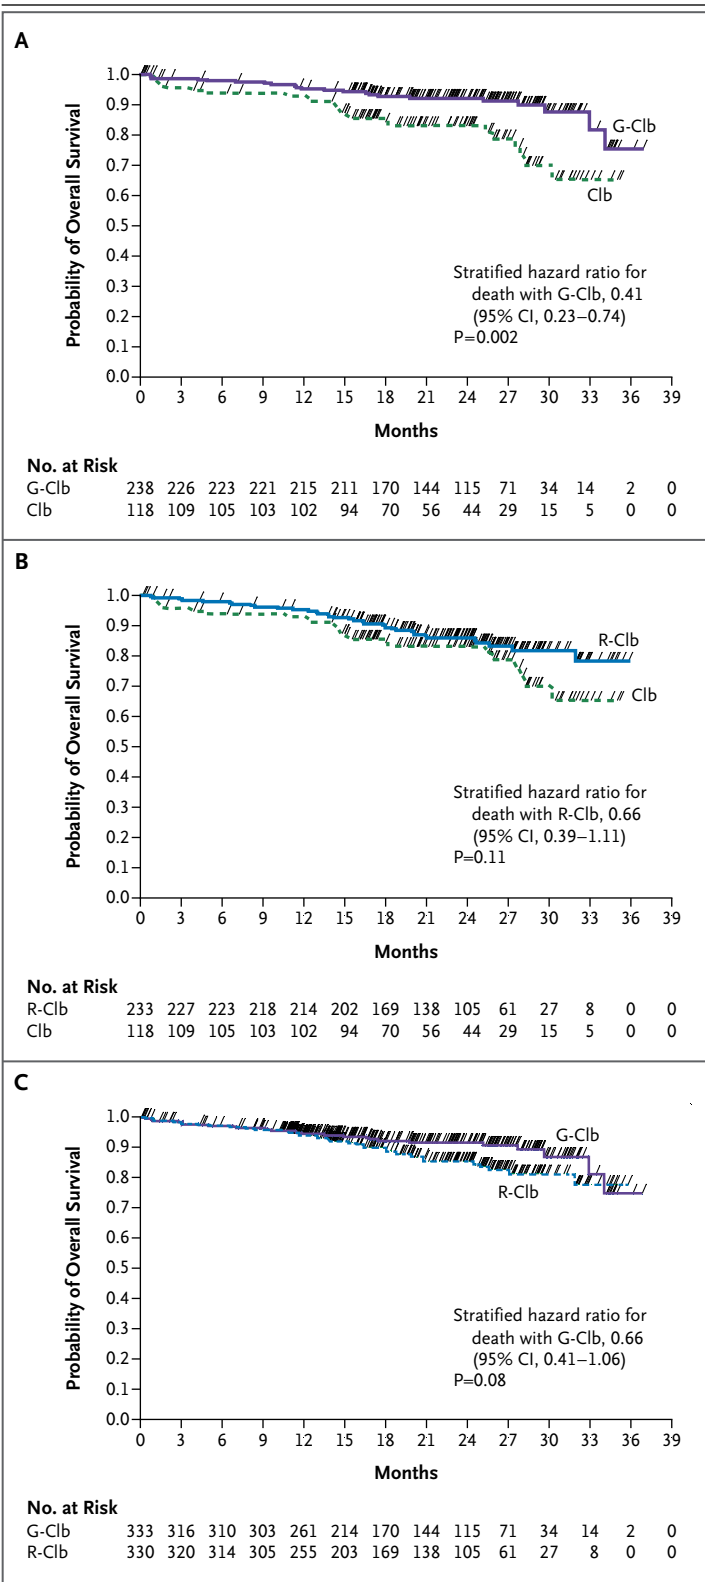 A
Probability of Overall Survival
1.0
0.9
0.8
0.7
0.6
0.5
0.4
0.3
0.2
0.1
0.0
G-Clb
Clb
Stratified hazard ratio for
death with G-Clb, 0.41
(95% CI, 0.23–0.74)
P=0.002
0 3 6 9 12 15 18 21 24 27 30 33 36 39
Months
No. at Risk
G-Clb 238 226 223 221 215 211 170 144 115 71 34 14 2 0
Clb 118 109 105 103 102 94 70 56 44 29 15 5 0 0
B
Probability of Overall Survival
1.0
0.9
0.8
0.7
0.6
0.5
0.4
0.3
0.2
0.1
0.0
R-Clb
Clb
Stratified hazard ratio for
death with R-Clb, 0.66
(95% CI, 0.39–1.11)
P=0.11
0 3 6 9 12 15 18 21 24 27 30 33 36 39
Months
No. at Risk
R-Clb 233 227 223 218 214 202 169 138 105 61 27 8 0 0
Clb 118 109 105 103 102 94 70 56 44 29 15 5 0 0
C
Probability of Overall Survival
1.0
0.9
0.8
0.7
0.6
0.5
0.4
0.3
0.2
0.1
0.0
G-Clb
R-Clb
Stratified hazard ratio for
death with G-Clb, 0.66
(95% CI, 0.41–1.06)
P=0.08
0 3 6 9 12 15 18 21 24 27 30 33 36 39
Months
No. at Risk
G-Clb 333 316 310 303 261 214 170 144 115 71 34 14 2 0
R-Clb 330 320 314 305 255 203 169 138 105 61 27 8 0 0